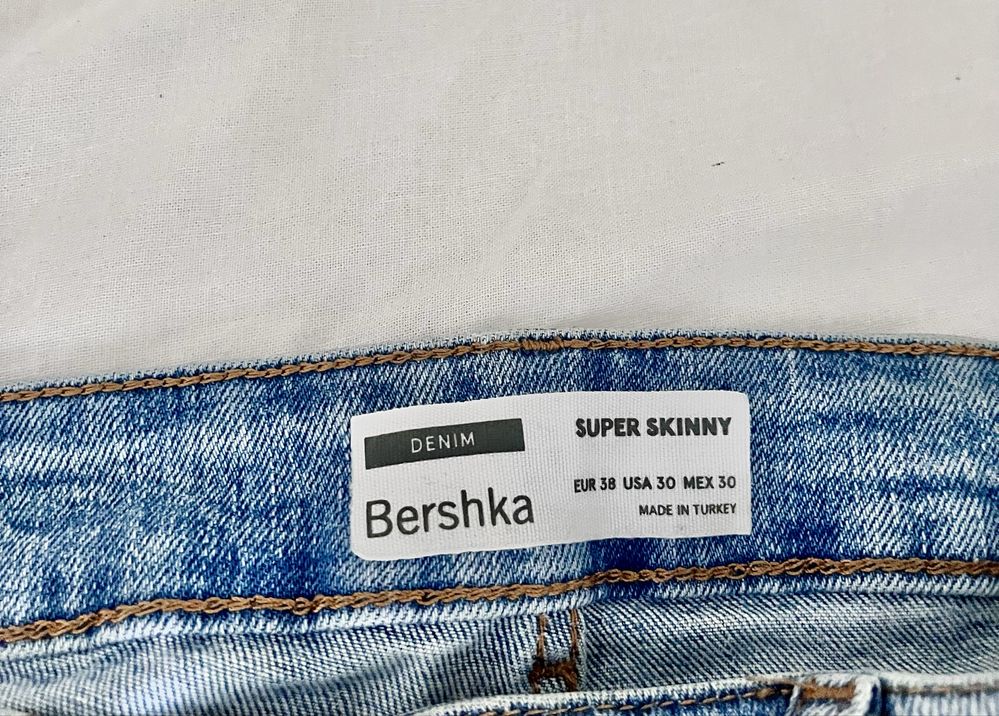 DENIM
Bershka
SUPER SKINNY
EUR 38 USA 30 MEX 30
MADE IN TURKEY